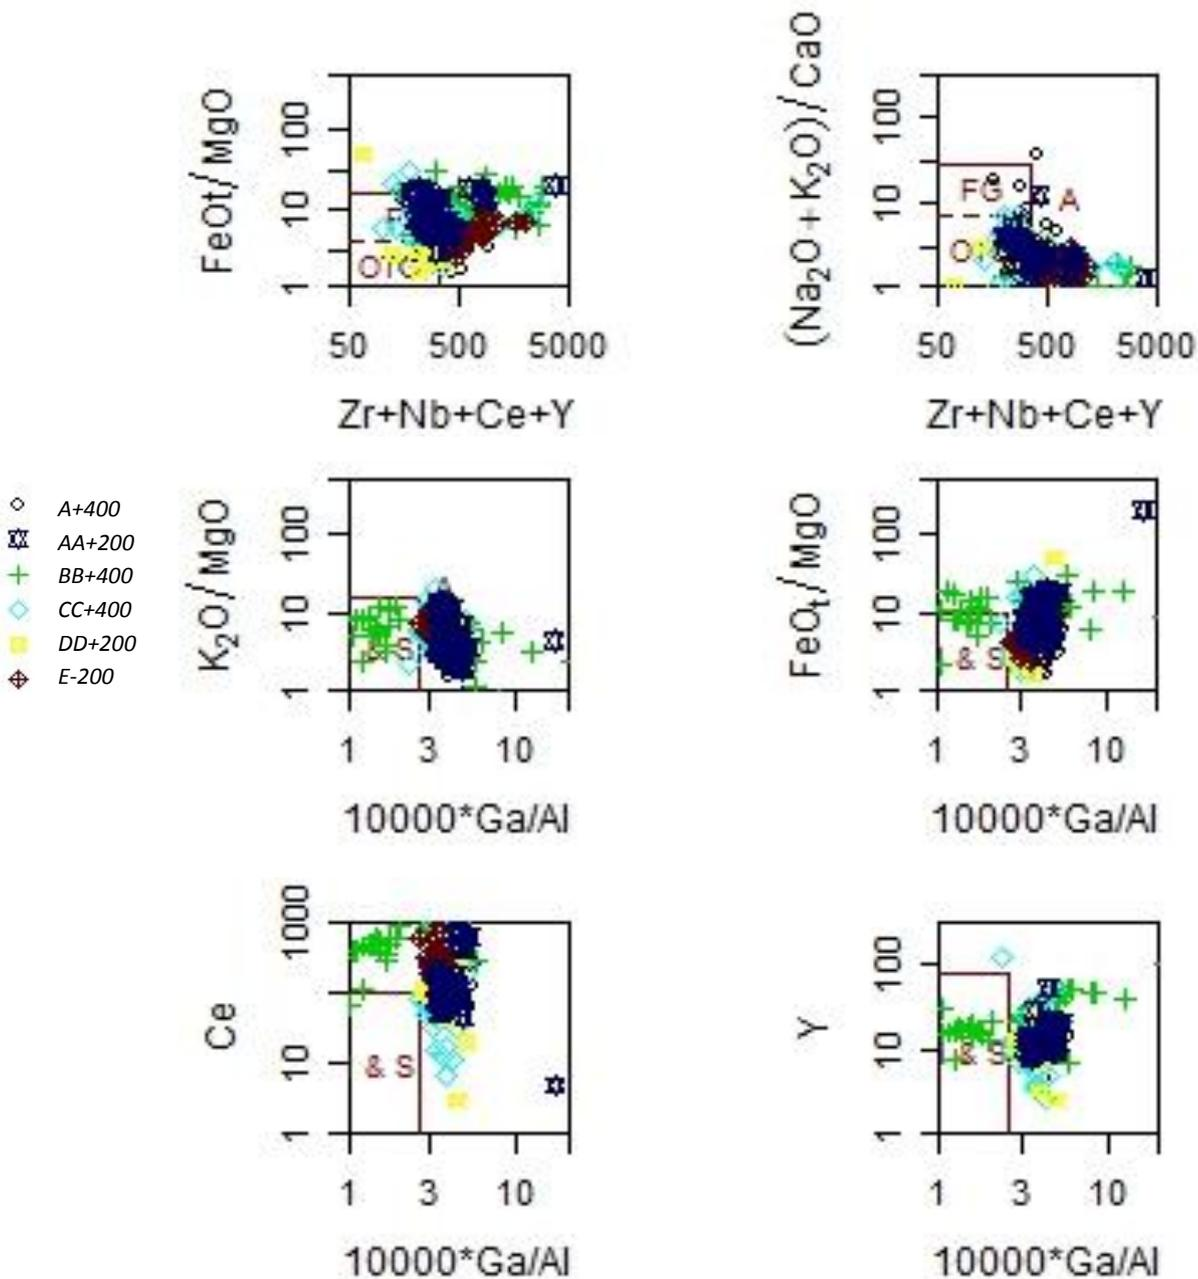 FeOt/MgO
100
10
1
F
OTG
50 500 5000
Zr+Nb+Ce+Y
(Na₂O+K₂O)/CaO
100
10
1
FG
A
O
50 500 5000
Zr+Nb+Ce+Y
A+400
AA+200
BB+400
CC+400
DD+200
E-200
K₂O/MgO
100
10
1
A
& S
1 3 10
10000*Ga/Al
FeOₜ/MgO
100
10
1
& S
1 3 10
10000*Ga/Al
Ce
1000
10
1
& S
1 3 10
10000*Ga/Al
Y
100
10
1
& S
1 3 10
10000*Ga/Al